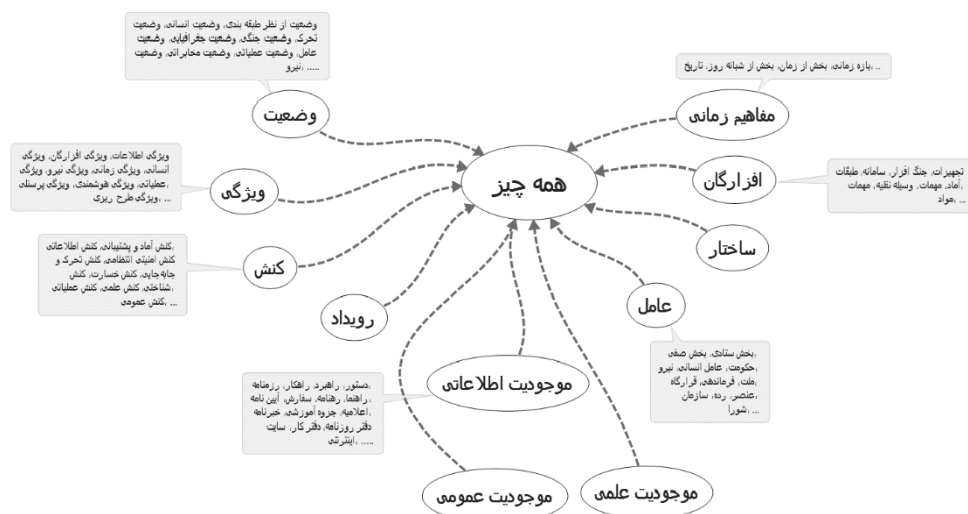 وضعیت از نظر طبقه بندی، وضعیت انسانی، وضعیت
تحرک، وضعیت جنگی، وضعیت جغرافیایی، وضعیت
عامل، وضعیت عملیاتی، وضعیت مخابراتی، وضعیت
نیرو، .....
وضعیت
بازه زمانی، بخش از زمان، بخش از شبانه روز، تاریخ، ..
مفاهیم زمانی
همه چیز
ویژگی اطلاعات، ویژگی افزارگان، ویژگی
انسانی، ویژگی زمانی، ویژگی نیرو، ویژگی
عملیاتی، ویژگی هوشمندی، ویژگی پرسنلی،
ویژگی طرح ریزی، ...
ویژگی
افزارگان
تجهیزات، جنگ افزار، سامانه، طبقات
آماد، مهمات، وسیله نقلیه، مهمات،
مواد، ...
ساختار
کنش آماد و پشتیبانی، کنش اطلاعاتی،
کنش امنیتی انتظامی، کنش تحرک و
جابه جایی، کنش خسارت، کنش
شناختی، کنش علمی، کنش عملیاتی،
کنش عمومی، ...
کنش
رویداد
عامل
بخش ستادی، بخش صفی،
حکومت، عامل انسانی، نیرو،
ملت، فرماندهی، قرارگاه،
عنصر، رده، سازمان،
شورا، ...
موجودیت اطلاعاتی
دستور، راهبرد، راهکار، رزمنامه،
راهنما، رهنامه، سفارش، آیین نامه،
اعلامیه، جزوه آموزشی، خبرنامه،
دفتر روزنامه، دفتر کار، سایت
اینترنتی، .....
موجودیت عمومی
موجودیت علمی